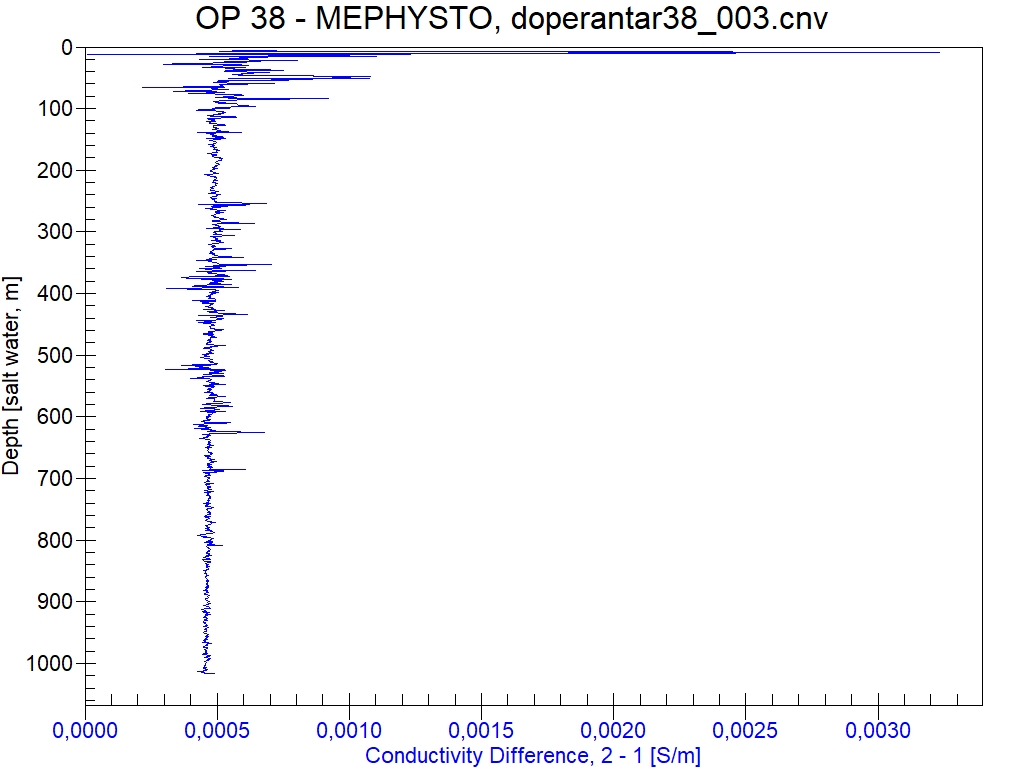 OP 38 - MEPHYSTO, doperantar38_003.cnv
0
100
200
300
400
500
600
700
800
900
1000
Depth [salt water, m]
0,0000 0,0005 0,0010 0,0015 0,0020 0,0025 0,0030
Conductivity Difference, 2 - 1 [S/m]